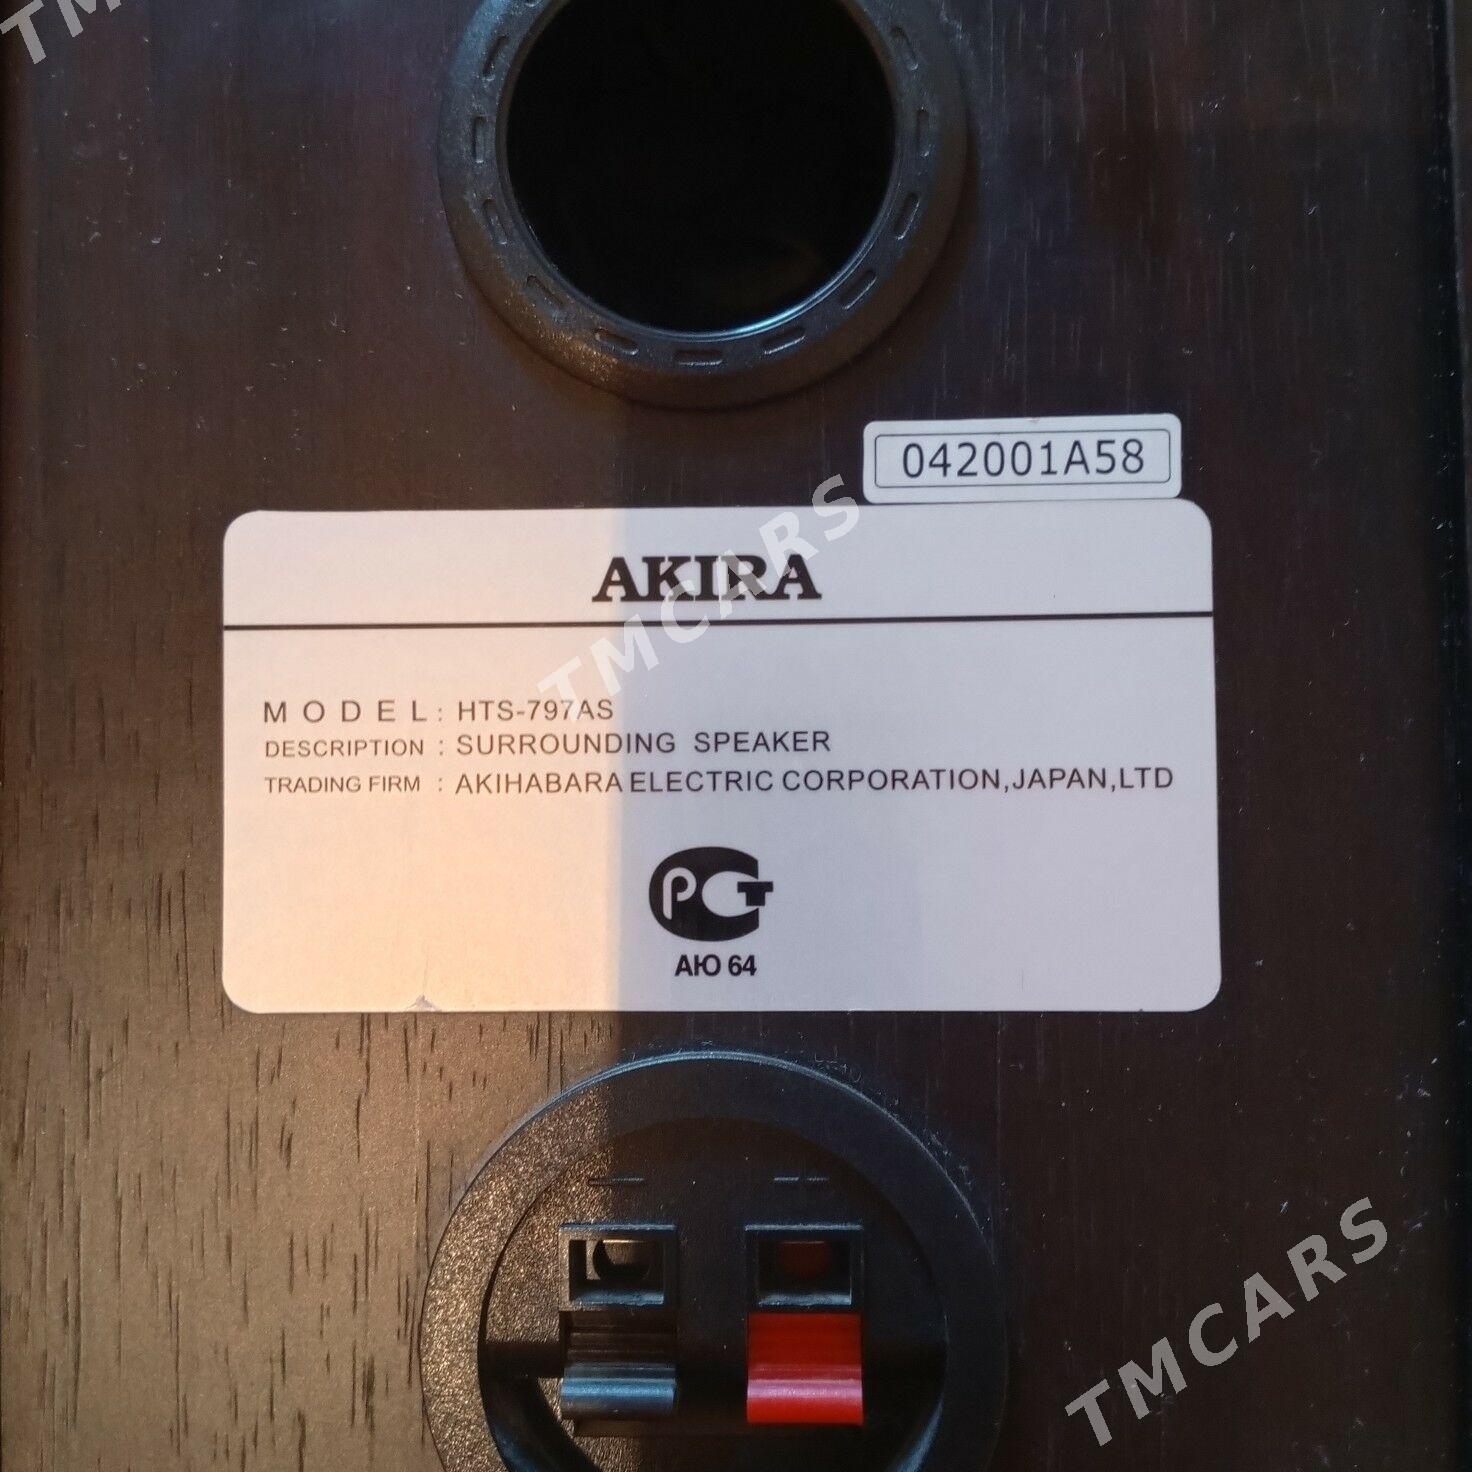 042001A58
AKIRA
MODEL: HTS-797AS
DESCRIPTION : SURROUNDING SPEAKER
TRADING FIRM : AKIHABARA ELECTRIC CORPORATION,JAPAN,LTD
РСТ
АЮ 64
TMCARS
TMCARS